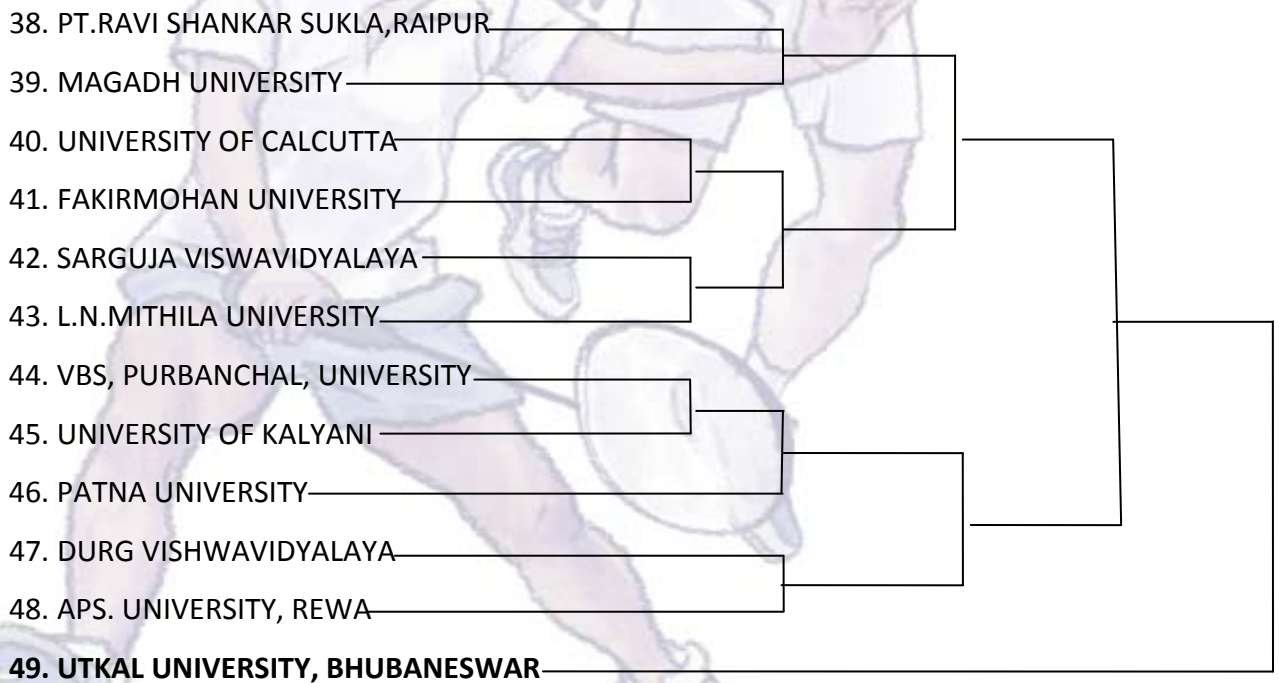 38. PT.RAVI SHANKAR SUKLA,RAIPUR
39. MAGADH UNIVERSITY
40. UNIVERSITY OF CALCUTTA
41. FAKIRMOHAN UNIVERSITY
42. SARGUJA VISWAVIDYALAYA
43. L.N.MITHILA UNIVERSITY
44. VBS, PURBANCHAL, UNIVERSITY
45. UNIVERSITY OF KALYANI
46. PATNA UNIVERSITY
47. DURG VISHWAVIDYALAYA
48. APS. UNIVERSITY, REWA
49. UTKAL UNIVERSITY, BHUBANESWAR